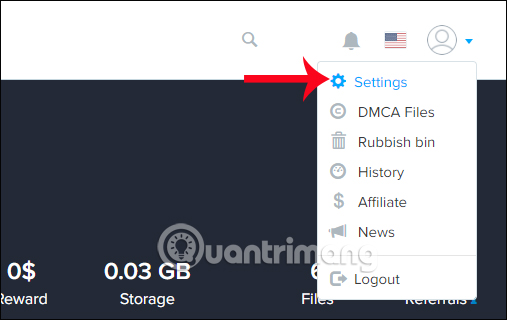 Settings
DMCA Files
Rubbish bin
History
$ Affiliate
News
Logout
Quantrimang
0$
0.03 GB
6
Reward
Storage
Files
Referrals